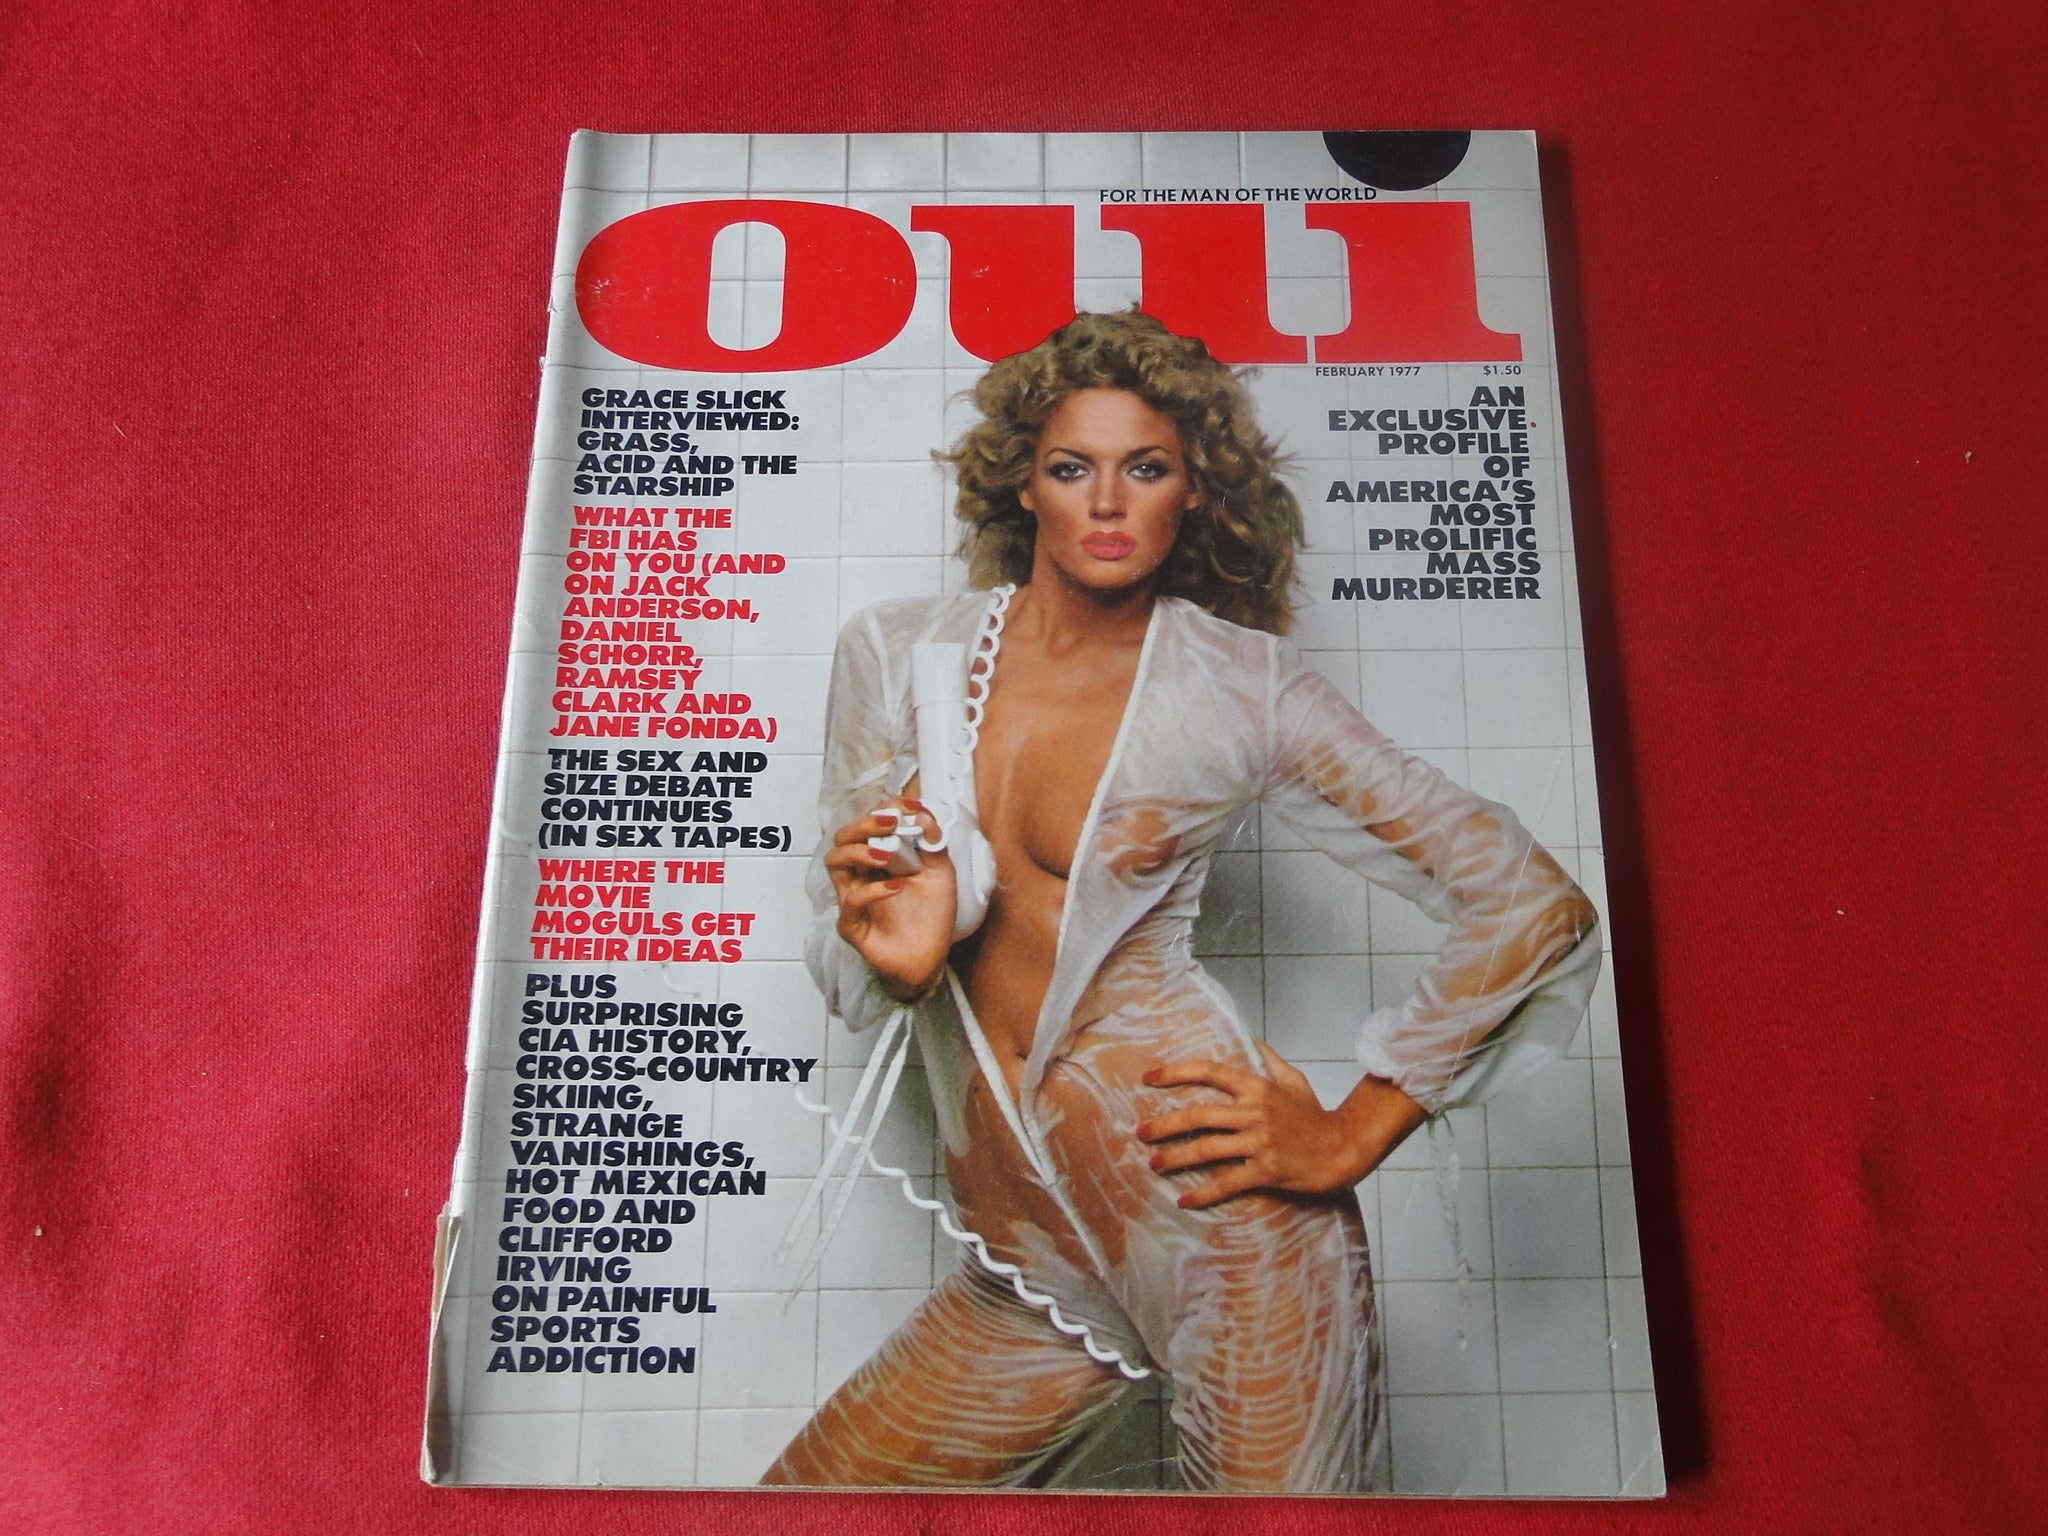 FOR THE MAN OF THE WORLD
OUI
FEBRUARY 1977 $1.50
GRACE SLICK
INTERVIEWED:
GRASS,
ACID AND THE
STARSHIP
WHAT THE
FBI HAS
ON YOU (AND
ON JACK
ANDERSON,
DANIEL
SCHORR,
RAMSEY
CLARK AND
JANE FONDA)
THE SEX AND
SIZE DEBATE
CONTINUES
(IN SEX TAPES)
WHERE THE
MOVIE
MOGULS GET
THEIR IDEAS
PLUS
SURPRISING
CIA HISTORY,
CROSS-COUNTRY
SKIING,
STRANGE
VANISHINGS,
HOT MEXICAN
FOOD AND
CLIFFORD
IRVING
ON PAINFUL
SPORTS
ADDICTION
AN
EXCLUSIVE
PROFILE
OF
AMERICA'S
MOST
PROLIFIC
MASS
MURDERER